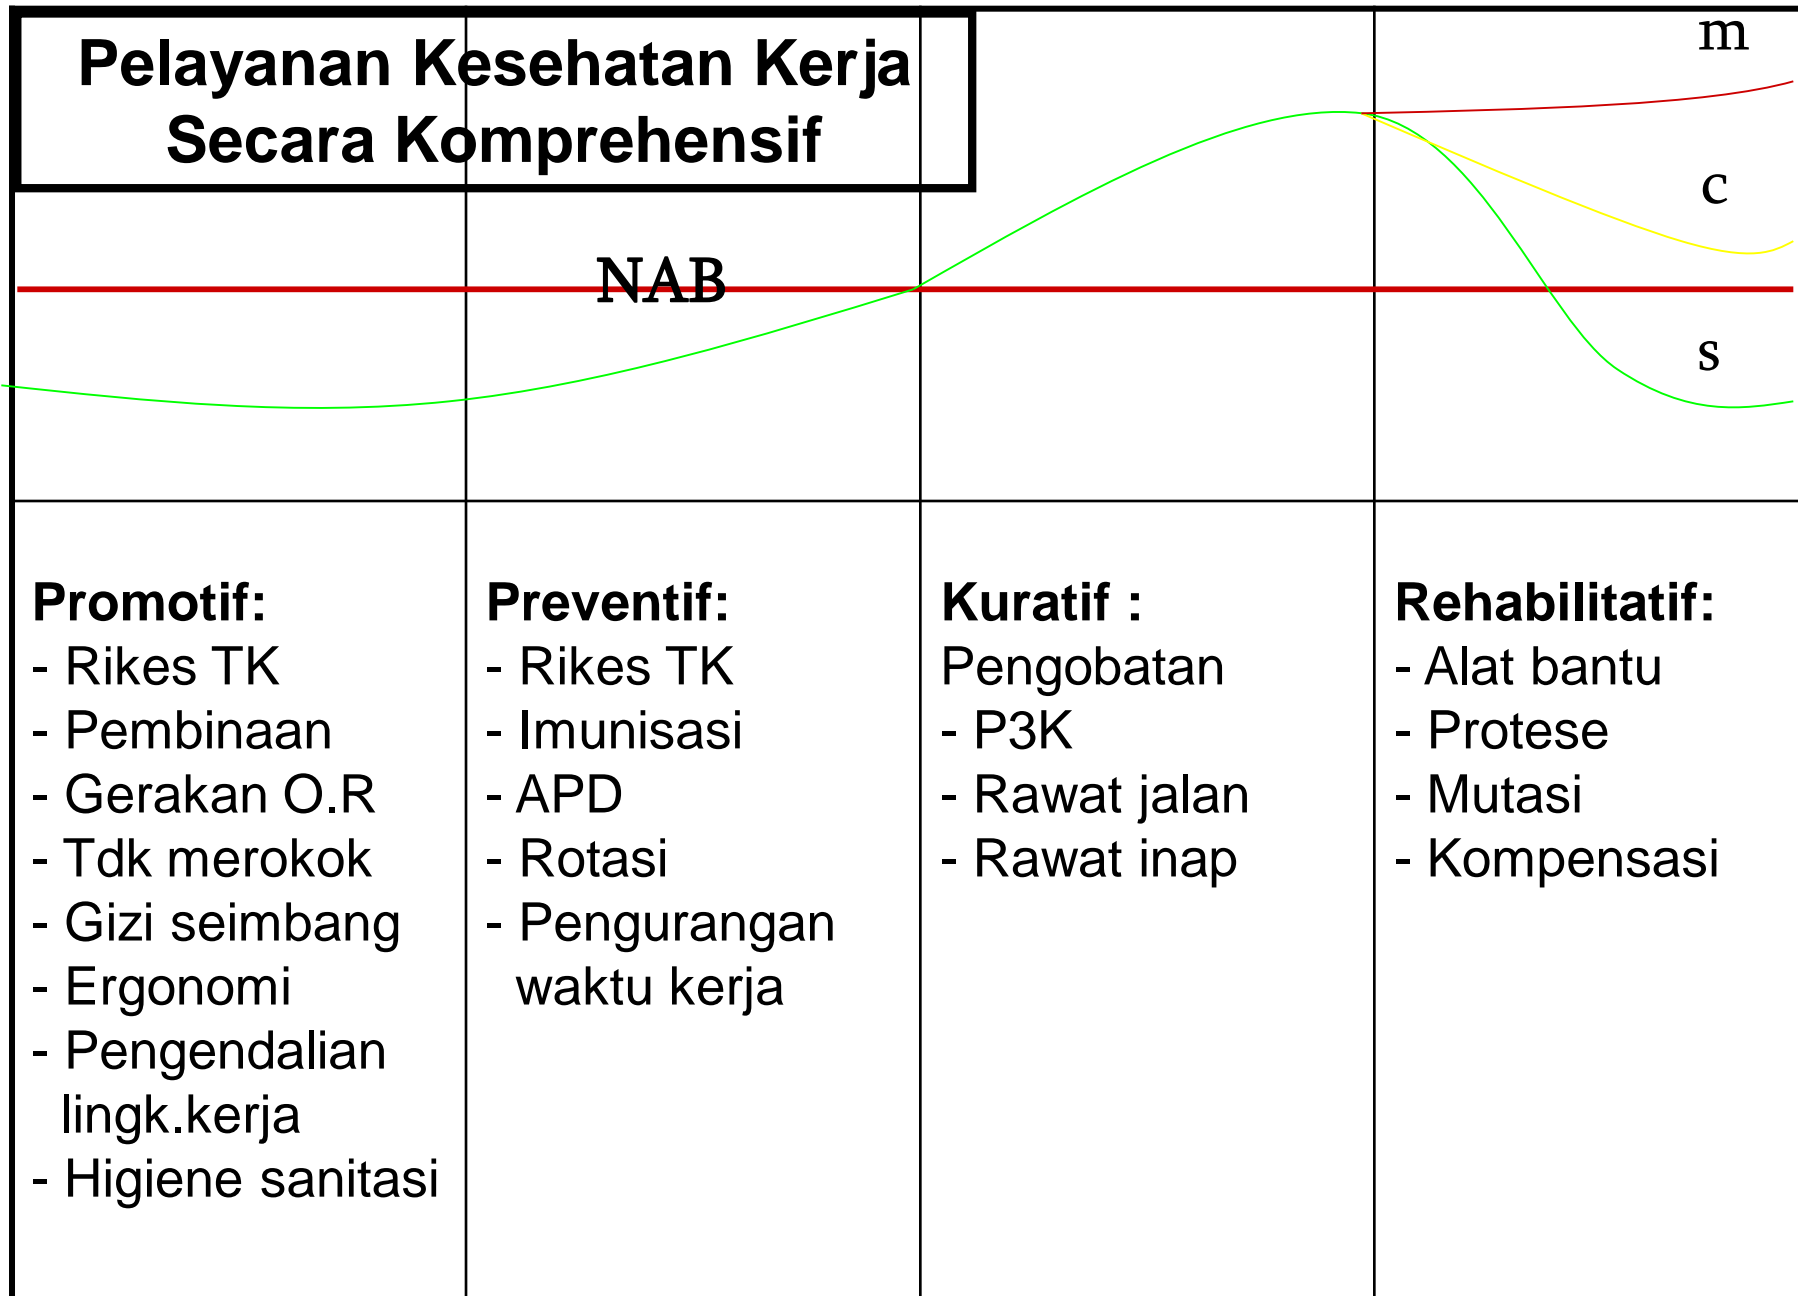 Pelayanan Kesehatan Kerja
Secara Komprehensif
m
c
NAB
s
Promotif:
- Rikes TK
- Pembinaan
- Gerakan O.R
- Tdk merokok
- Gizi seimbang
- Ergonomi
- Pengendalian
lingk.kerja
- Higiene sanitasi
Preventif:
- Rikes TK
- Imunisasi
- APD
- Rotasi
- Pengurangan
waktu kerja
Kuratif :
Pengobatan
- P3K
- Rawat jalan
- Rawat inap
Rehabilitatif:
- Alat bantu
- Protese
- Mutasi
- Kompensasi